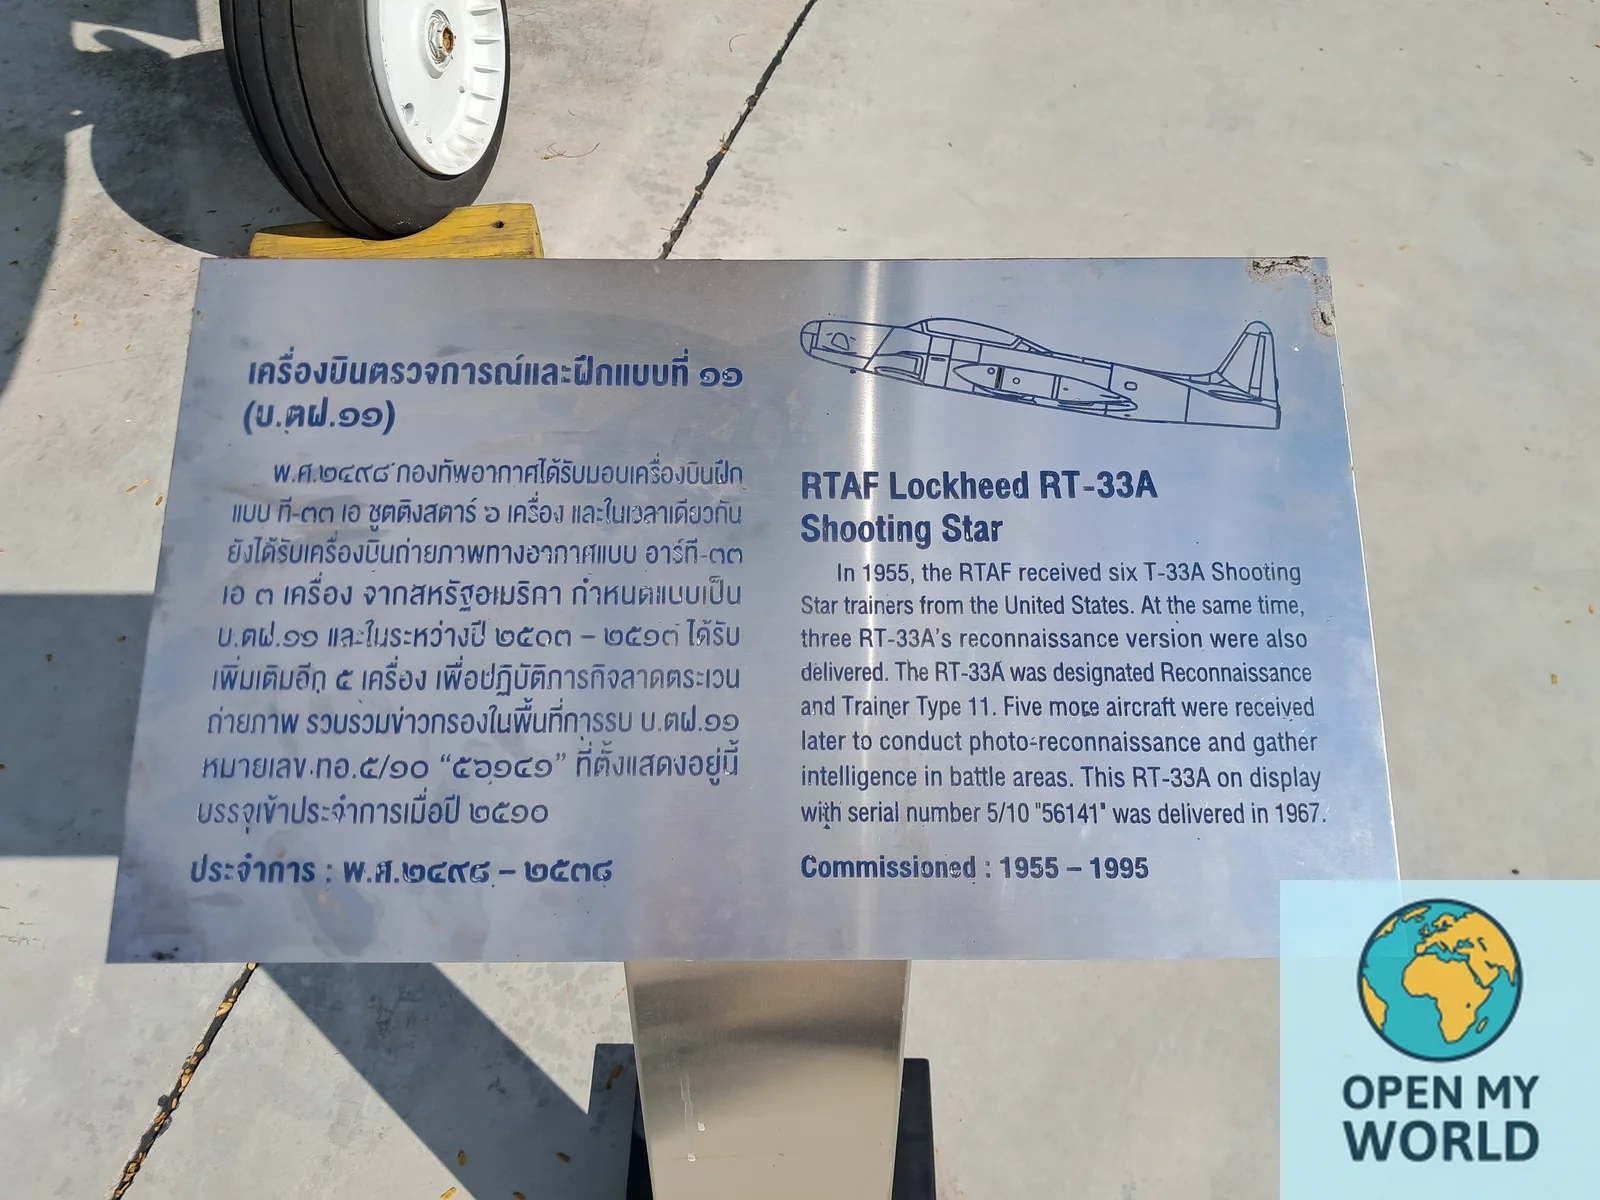 เครื่องบินตรวจการณ์และฝึกแบบที่ ๑๑
(บ.ตฝ.๑๑)
พ.ศ.๒๔๙๘ กองทัพอากาศได้รับมอบเครื่องบินฝึก
แบบ ที-๓๓ เอ ชูตติงสตาร์ ๖ เครื่อง และในเวลาเดียวกัน
ยังได้รับเครื่องบินถ่ายภาพทางอากาศแบบ อาร์ที-๓๓
เอ ๓ เครื่อง จากสหรัฐอเมริกา กำหนดแบบเป็น
บ.ตฝ.๑๑ และในระหว่างปี ๒๕๐๓ – ๒๕๑๓ ได้รับ
เพิ่มเติมอีก ๕ เครื่อง เพื่อปฏิบัติภารกิจลาดตระเวน
ถ่ายภาพ รวบรวมข่าวกรองในพื้นที่การรบ บ.ตฝ.๑๑
หมายเลข.ทอ.๕/๑๐ “๕๖๑๔๑” ที่ตั้งแสดงอยู่นี้
บรรจุเข้าประจำการเมื่อปี ๒๕๑๐
ประจำการ : พ.ศ.๒๔๙๘ – ๒๕๓๘
RTAF Lockheed RT-33A
Shooting Star
In 1955, the RTAF received six T-33A Shooting
Star trainers from the United States. At the same time,
three RT-33A's reconnaissance version were also
delivered. The RT-33A was designated Reconnaissance
and Trainer Type 11. Five more aircraft were received
later to conduct photo-reconnaissance and gather
intelligence in battle areas. This RT-33A on display
with serial number 5/10 "56141" was delivered in 1967.
Commissioned : 1955 – 1995
OPEN MY
WORLD